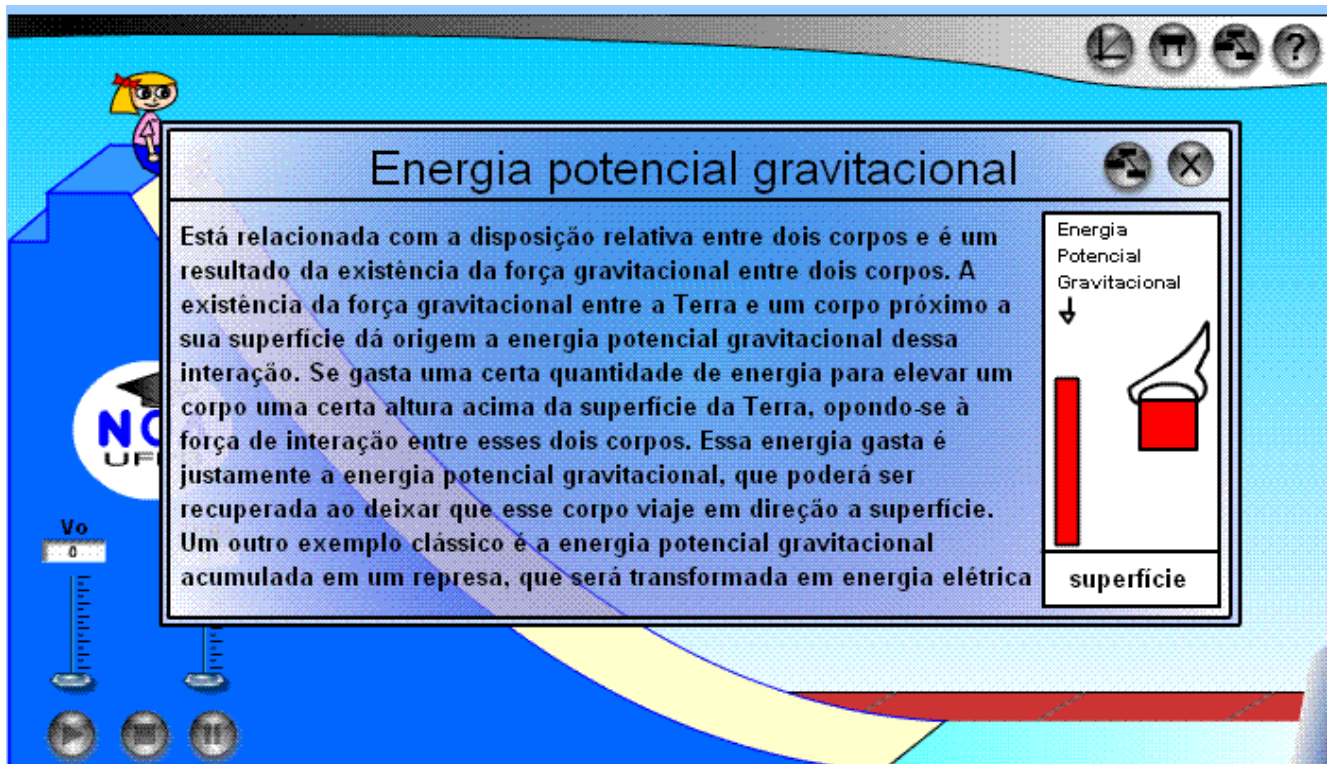 Energia potencial gravitacional
Está relacionada com a disposição relativa entre dois corpos e é um
resultado da existência da força gravitacional entre dois corpos. A
existência da força gravitacional entre a Terra e um corpo próximo a
sua superfície dá origem a energia potencial gravitacional dessa
interação. Se gasta uma certa quantidade de energia para elevar um
corpo uma certa altura acima da superfície da Terra, opondo-se à
força de interação entre esses dois corpos. Essa energia gasta é
justamente a energia potencial gravitacional, que poderá ser
recuperada ao deixar que esse corpo viaje em direção a superfície.
Um outro exemplo clássico é a energia potencial gravitacional
acumulada em um represa, que será transformada em energia elétrica
Energia
Potencial
Gravitacional
superfície
Vo
0
?
X